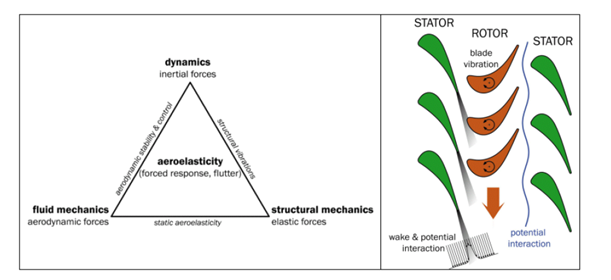 dynamics
inertial forces
aerodynamic stability & control
structural vibrations
aeroelasticity
(forced response, flutter)
fluid mechanics
aerodynamic forces
static aeroelasticity
structural mechanics
elastic forces
STATOR
ROTOR
STATOR
blade
vibration
wake & potential
interaction
potential
interaction